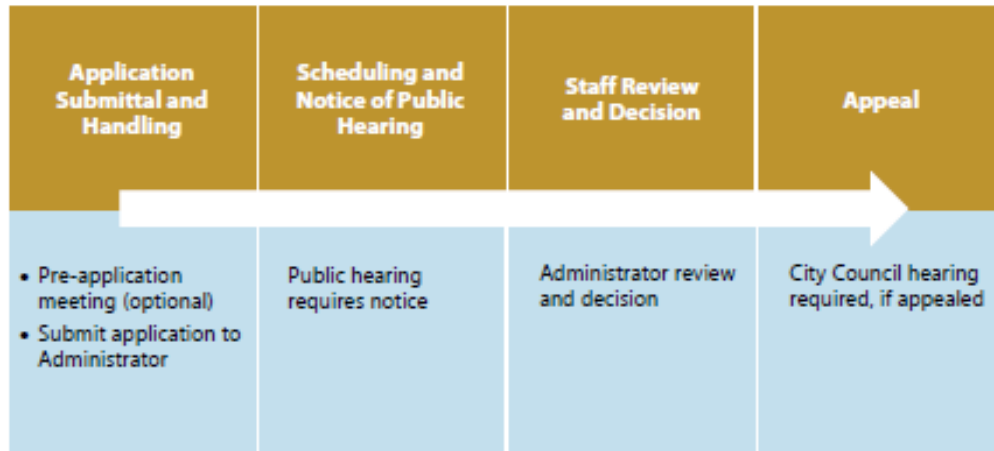 Application
Submittal and
Handling
Scheduling and
Notice of Public
Hearing
Staff Review
and Decision
Appeal
• Pre-application
meeting (optional)
• Submit application to
Administrator
Public hearing
requires notice
Administrator review
and decision
City Council hearing
required, if appealed